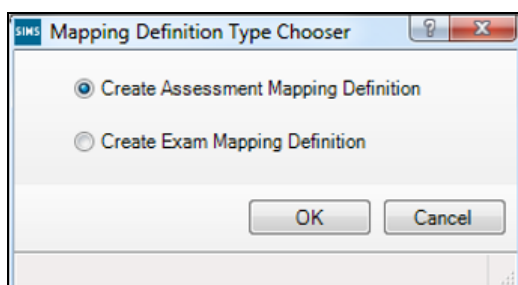 SIMS Mapping Definition Type Chooser ? X
Create Assessment Mapping Definition
Create Exam Mapping Definition
OK Cancel